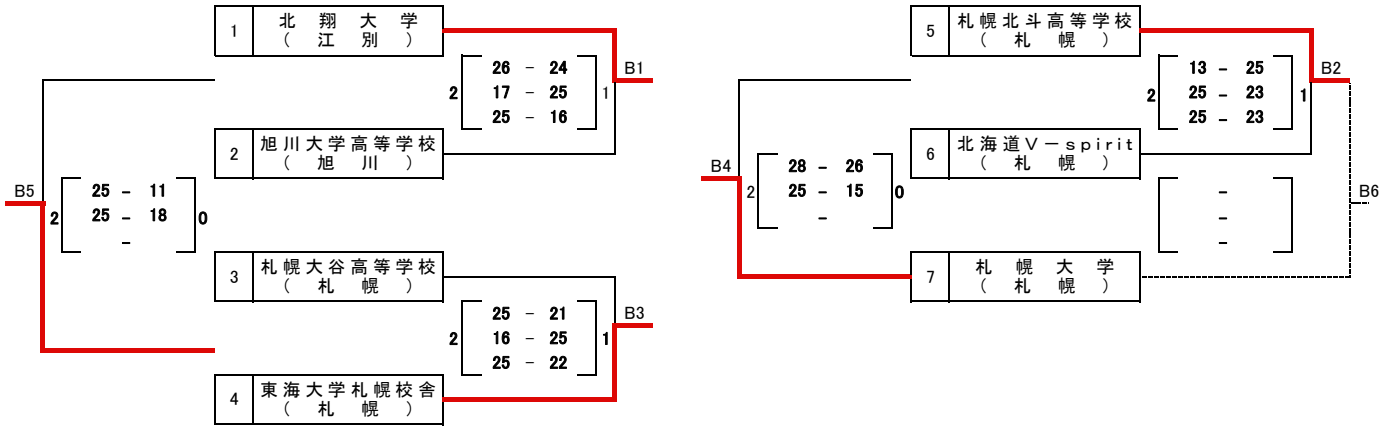 1 北翔大学
(江別)
26 - 24
17 - 25
25 - 16
2
1
B1
2 旭川大学高等学校
(旭川)
B5
25 - 11
25 - 18
-
2
0
3 札幌大谷高等学校
(札幌)
25 - 21
16 - 25
25 - 22
2
1
B3
4 東海大学札幌校舎
(札幌)
5 札幌北斗高等学校
(札幌)
13 - 25
25 - 23
25 - 23
2
1
B2
6 北海道V-spirit
(札幌)
B4
28 - 26
25 - 15
-
2
0
-
-
-
B6
7 札幌大学
(札幌)